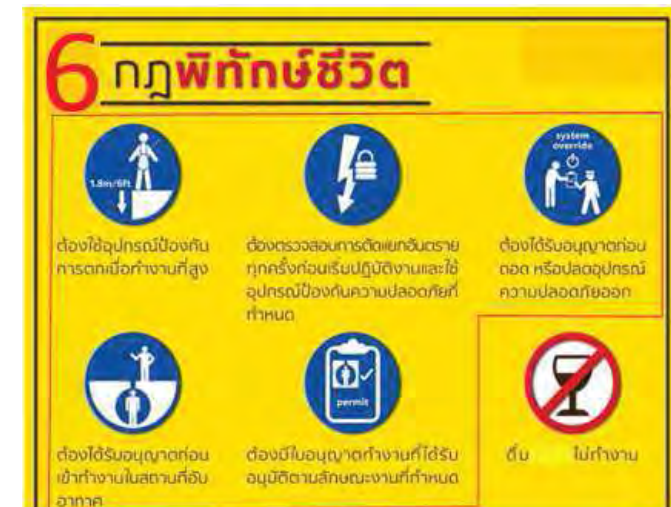 6 กฎพิทักษ์ชีวิต
1.8m/6ft
system
override
ต้องใช้อุปกรณ์ป้องกัน
การตกเมื่อทำงานที่สูง
ต้องตรวจสอบการตัดแยกอันตราย
ทุกครั้งก่อนเริ่มปฏิบัติงานและใช้
อุปกรณ์ป้องกันความปลอดภัยที่
กำหนด
ต้องได้รับอนุญาตก่อน
ถอด หรือปลดอุปกรณ์
ความปลอดภัยออก
permit
ต้องได้รับอนุญาตก่อน
เข้าทำงานในสถานที่อับ
อากาศ
ต้องมีใบอนุญาตทำงานที่ได้รับ
อนุมัติตามลักษณะงานที่กำหนด
ดื่ม ไม่ทำงาน